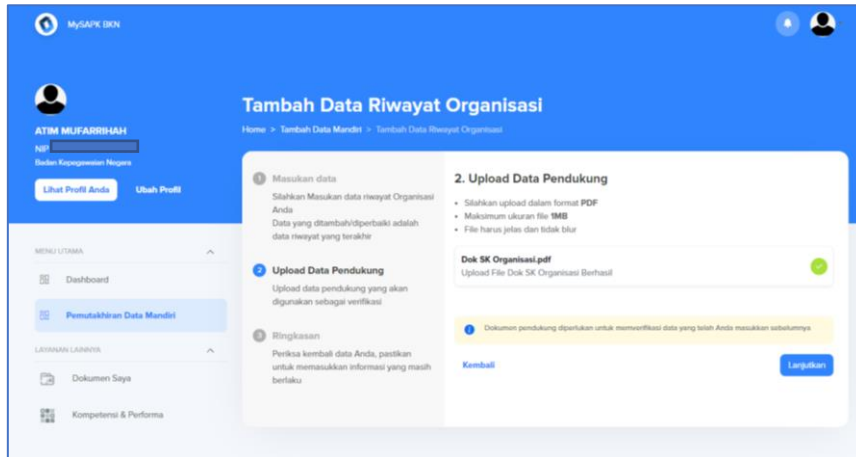 MySAPK BKN
ATIM MUFARRIHAH
NIP
Badan Kepegawaian Negara
Lihat Profil Anda
Ubah Profil
MENU UTAMA
Dashboard
Pemutakhiran Data Mandiri
LAYANAN LAINNYA
Dokumen Saya
Kompetensi & Performa
Tambah Data Riwayat Organisasi
Home > Tambah Data Mandiri > Tambah Data Riwayat Organisasi
1 Masukan data
Silahkan Masukan data riwayat Organisasi
Anda
Data yang ditambah/diperbaiki adalah
data riwayat yang terakhir
2 Upload Data Pendukung
Upload data pendukung yang akan
digunakan sebagai verifikasi
3 Ringkasan
Periksa kembali data Anda, pastikan
untuk memasukkan informasi yang masih
berlaku
2. Upload Data Pendukung
• Silahkan upload dalam format PDF
• Maksimum ukuran file 1MB
• File harus jelas dan tidak blur
Dok SK Organisasi.pdf
Upload File Dok SK Organisasi Berhasil
Dokumen pendukung diperlukan untuk memverifikasi data yang telah Anda masukkan sebelumnya
Kembali
Lanjutkan